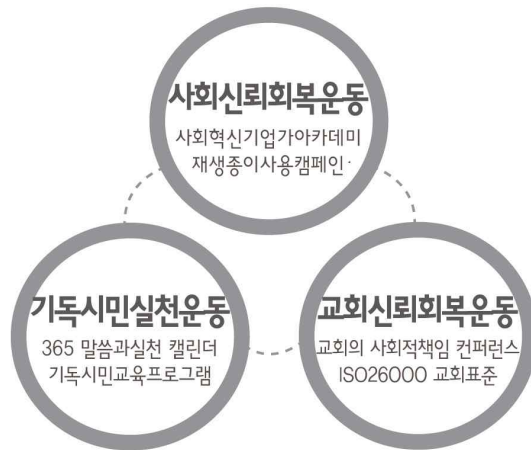 사회신뢰회복운동
사회혁신기업가아카데미
재생종이사용캠페인·
기독시민실천운동
365 말씀과실천 캘린더
기독시민교육프로그램
교회신뢰회복운동
교회의 사회적책임 컨퍼런스
ISO26000 교회표준